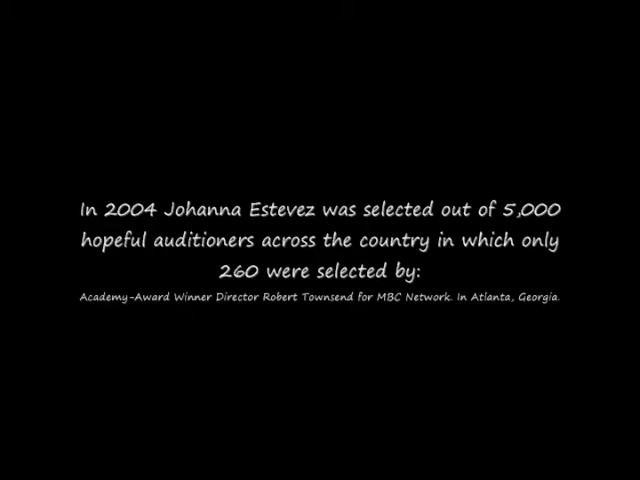 In 2004 Johanna Estevez was selected out of 5,000
hopeful auditioners across the country in which only
260 were selected by:
Academy-Award Winner Director Robert Townsend for MBC Network. In Atlanta, Georgia.